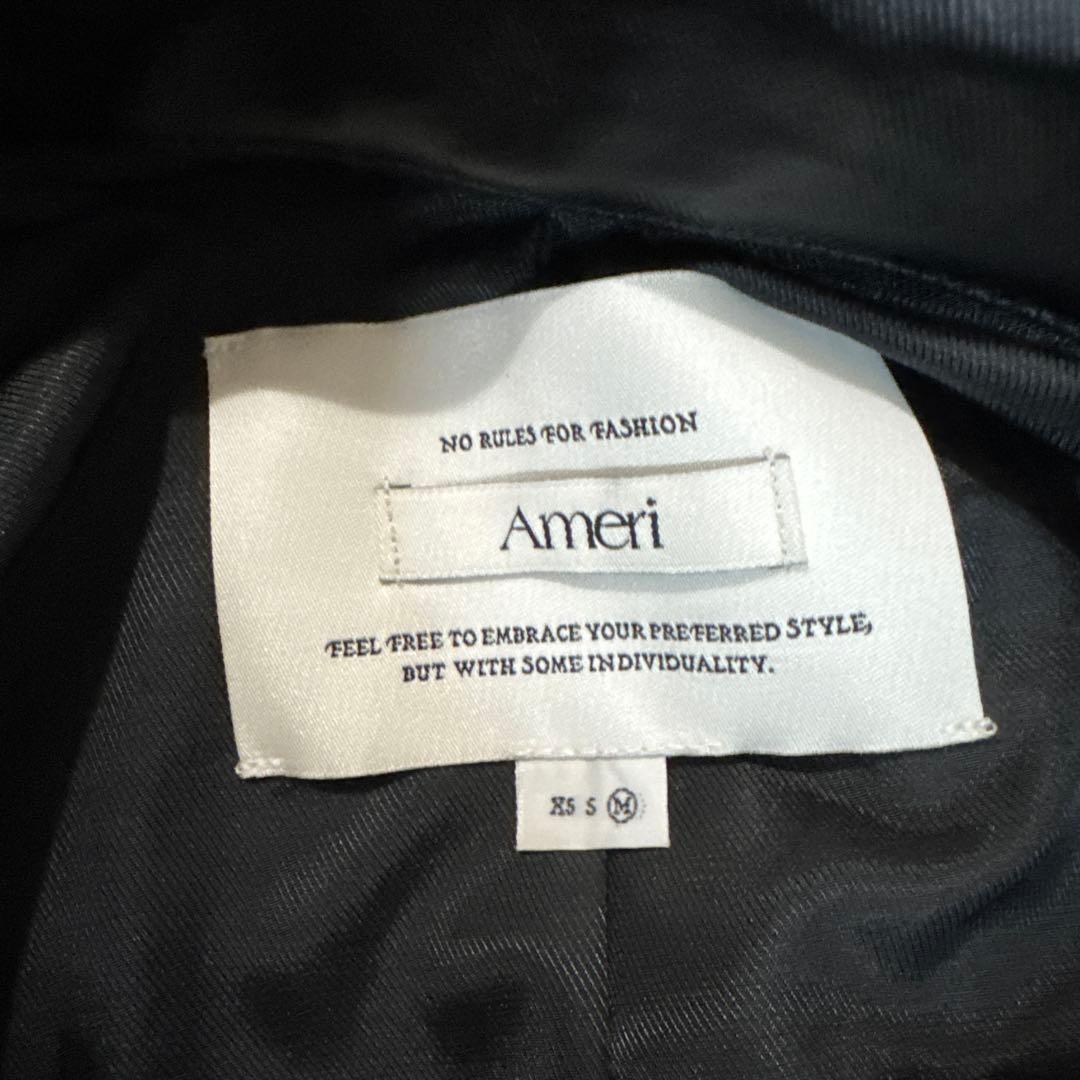 NO RULES FOR FASHION
Ameri
FEEL FREE TO EMBRACE YOUR PREFERRED STYLE,
BUT WITH SOME INDIVIDUALITY.
XS S M